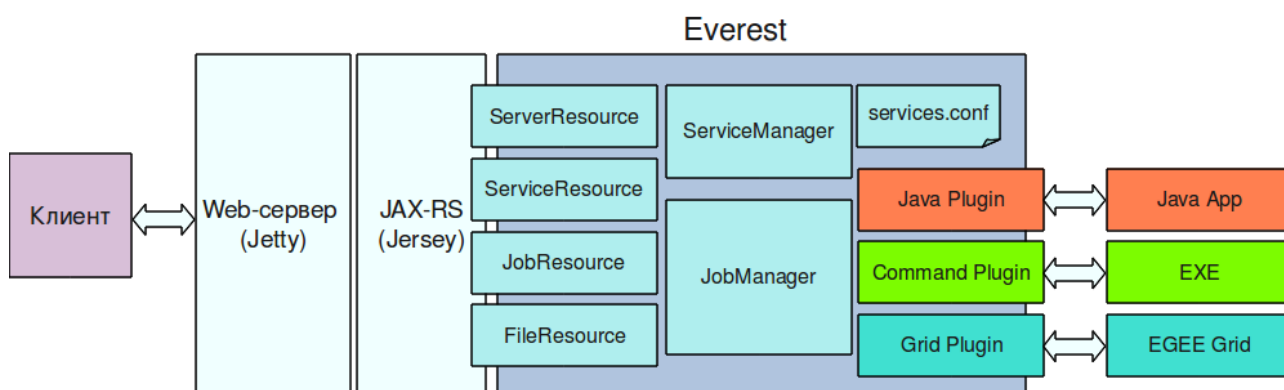 Everest
Клиент
Web-сервер
(Jetty)
JAX-RS
(Jersey)
ServerResource
ServiceResource
JobResource
FileResource
ServiceManager
JobManager
services.conf
Java Plugin
Command Plugin
Grid Plugin
Java App
EXE
EGEE Grid